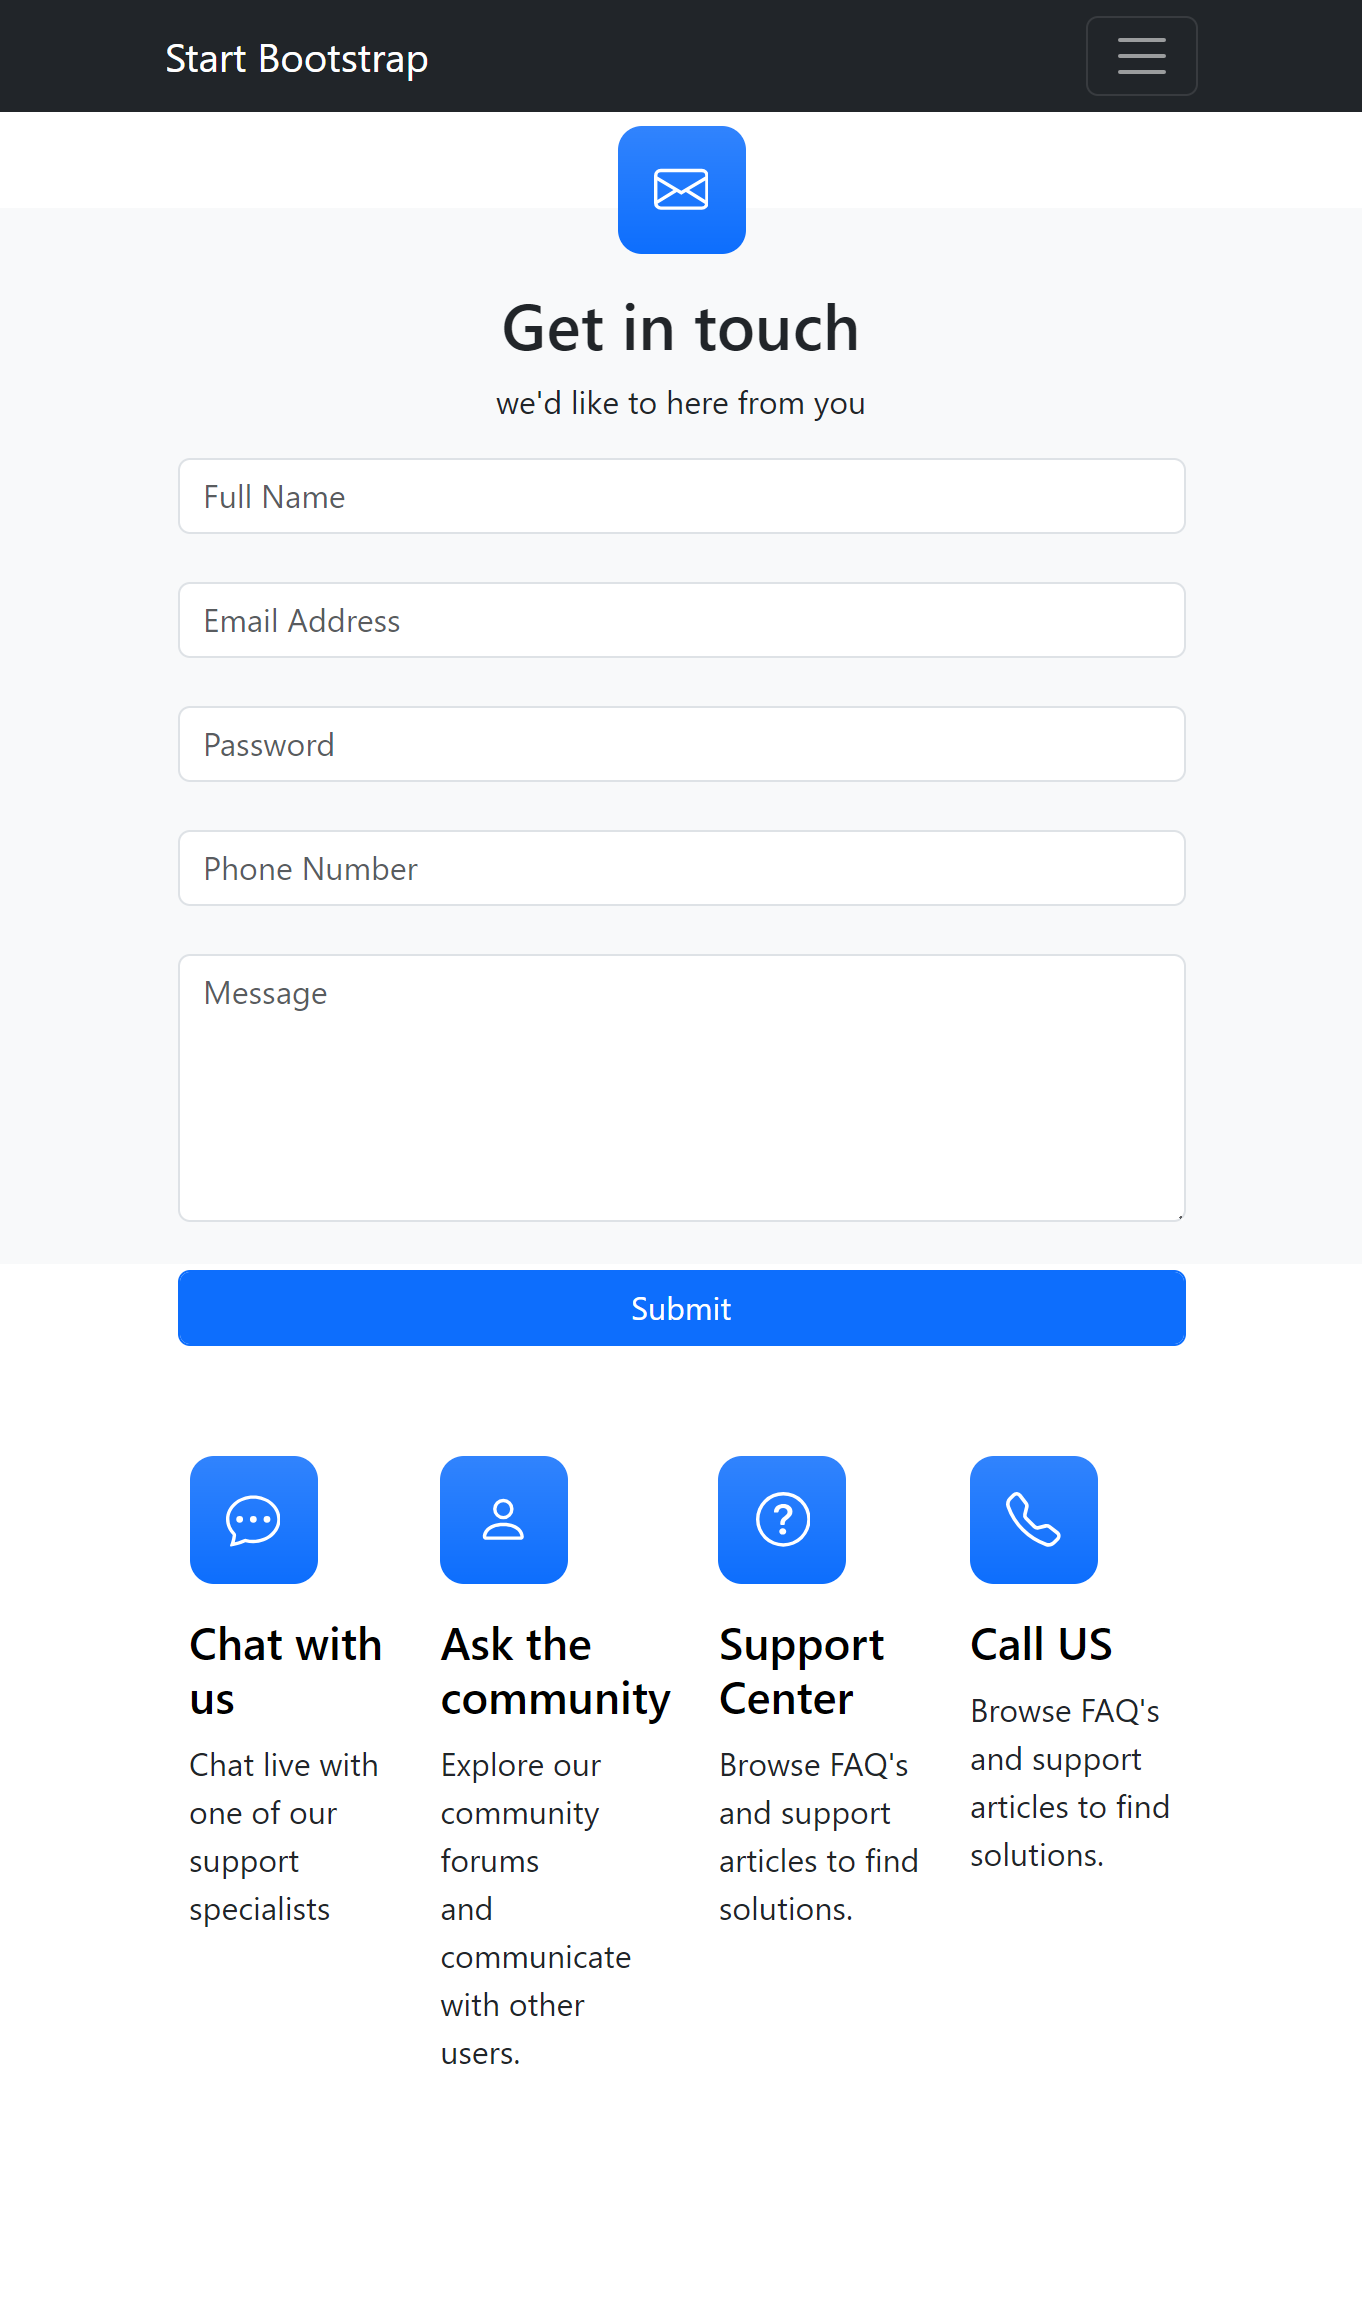 Start Bootstrap
Get in touch
we'd like to here from you
Full Name
Email Address
Password
Phone Number
Message
Submit
Chat with
us
Chat live with
one of our
support
specialists
Ask the
community
Explore our
community
forums
and
communicate
with other
users.
Support
Center
Browse FAQ's
and support
articles to find
solutions.
Call US
Browse FAQ's
and support
articles to find
solutions.